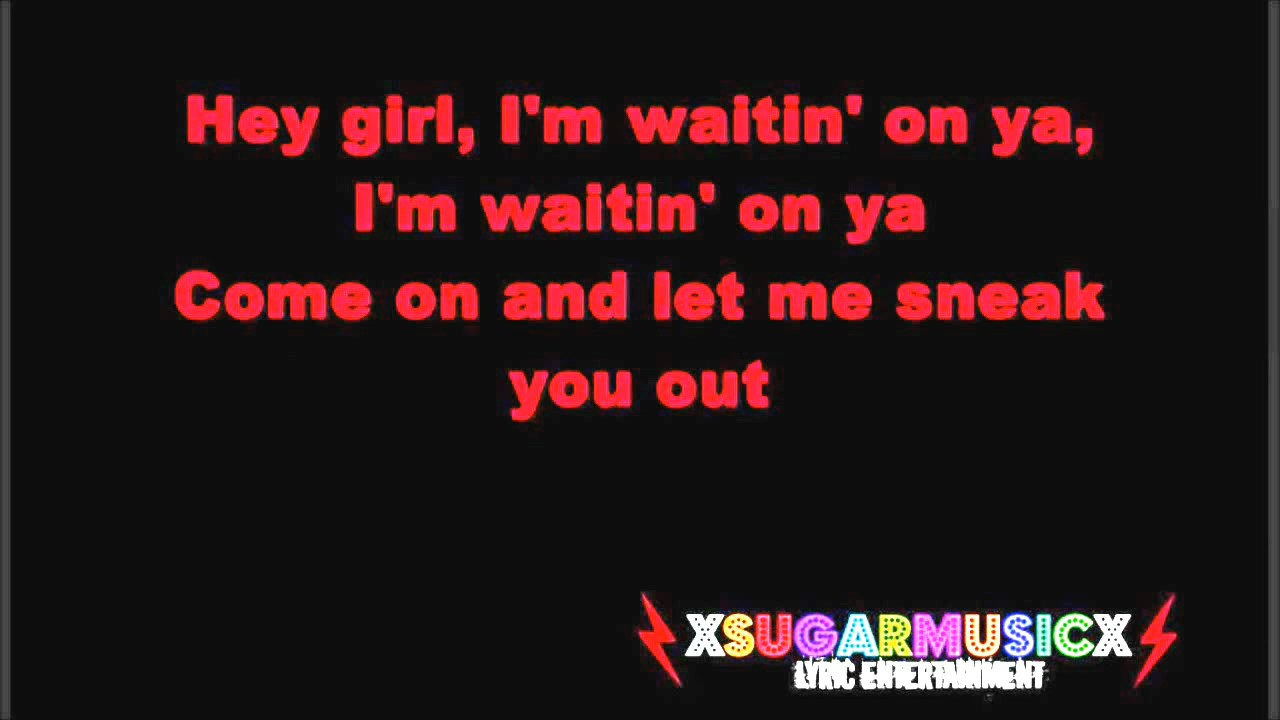 Hey girl, I'm waitin' on ya,
I'm waitin' on ya
Come on and let me sneak
you out
XSUGARMUSICX
LYRIC ENTERTAINMENT